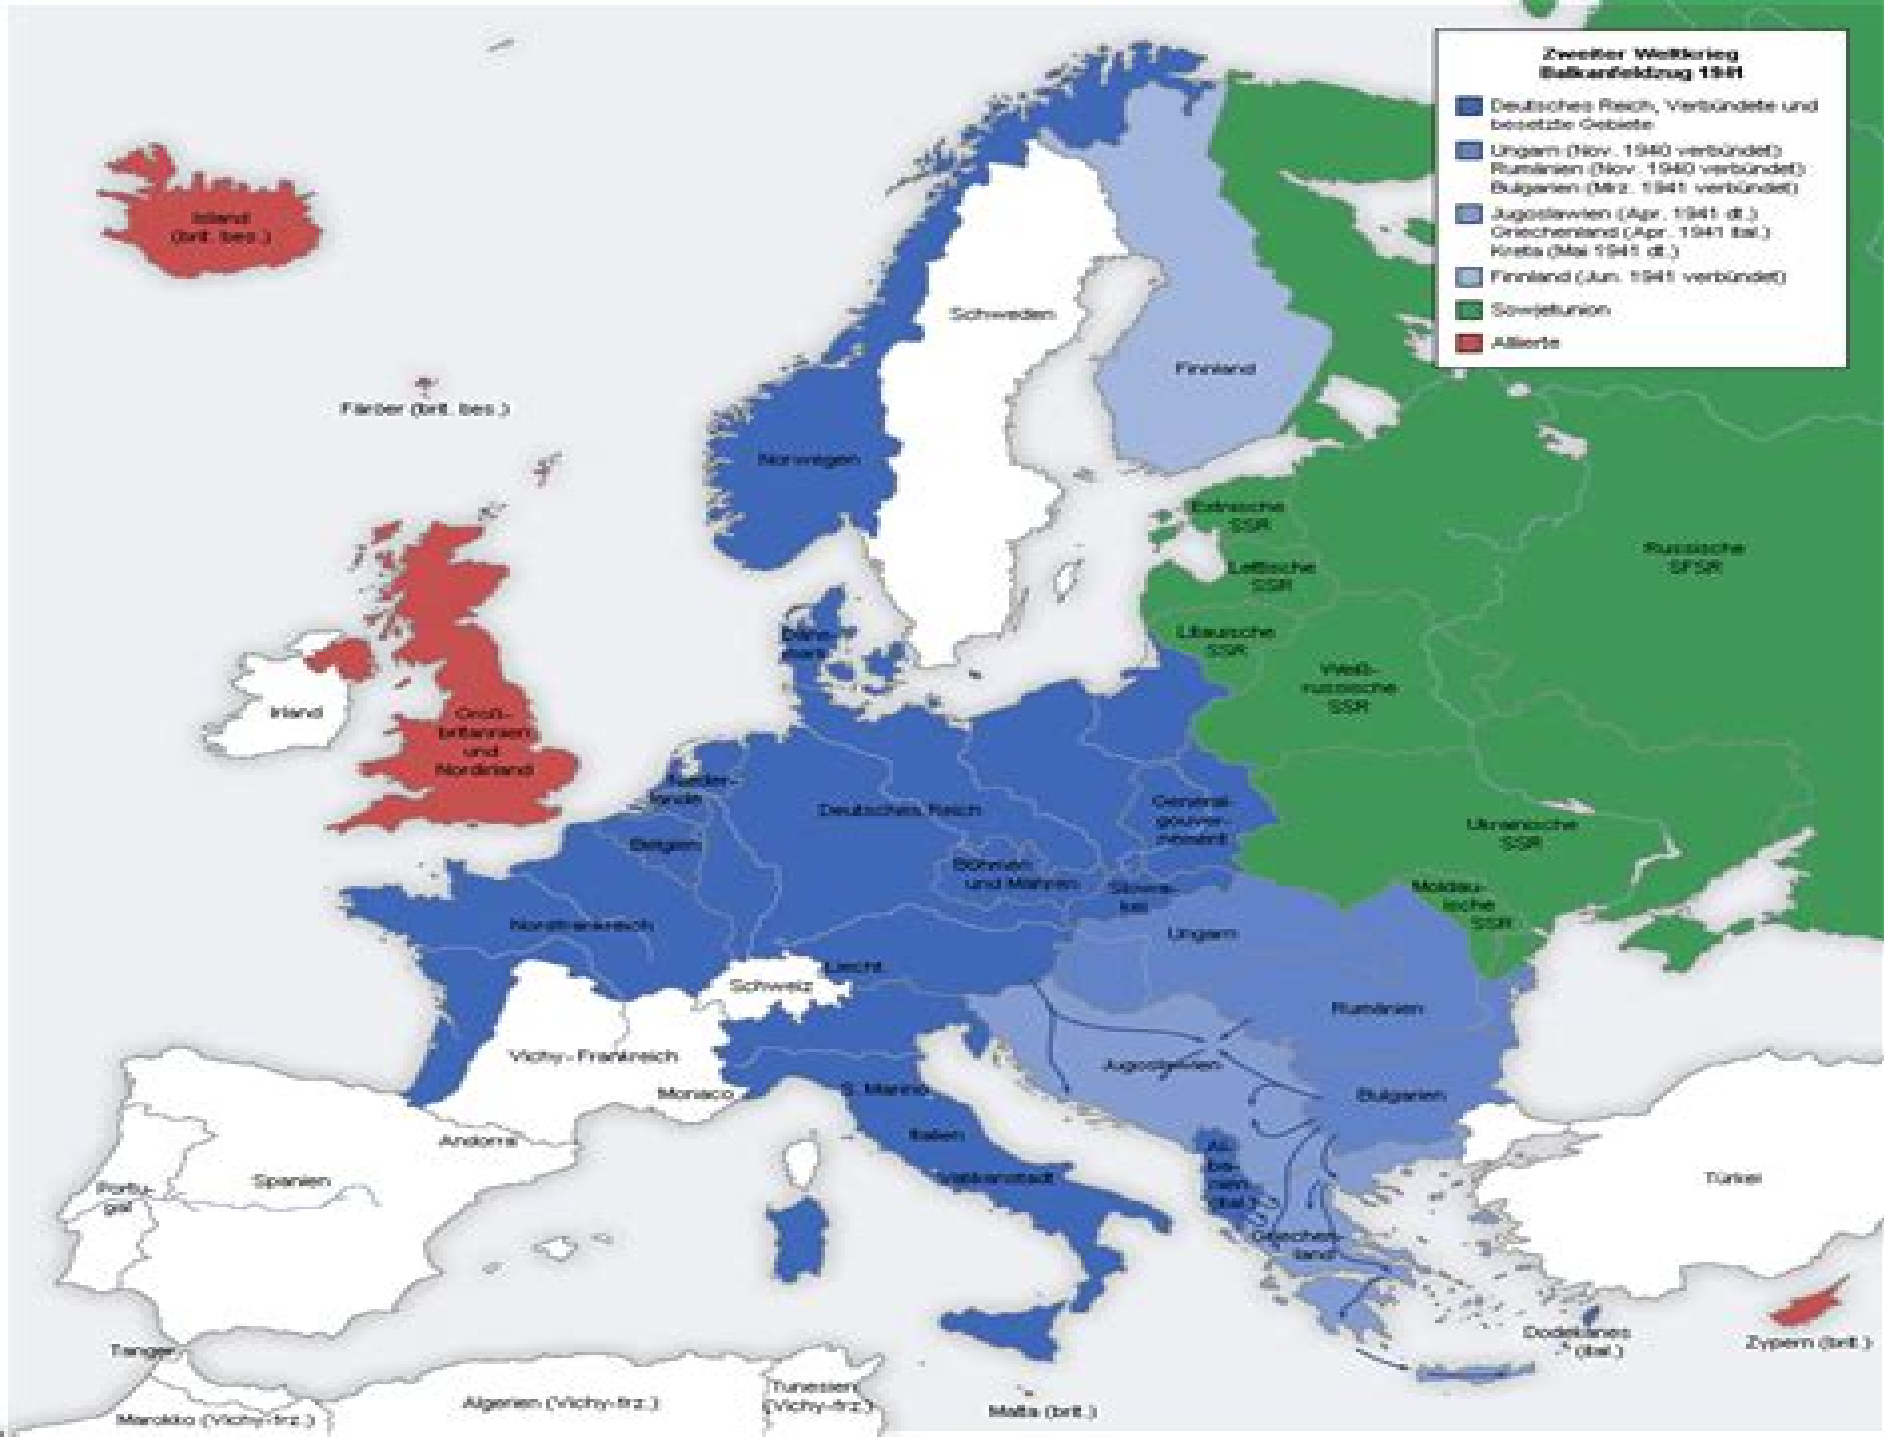 Zweiter Weltkrieg
Balkanfeldzug 1941
Deutsches Reich, Verbündete und
besetzte Gebiete
Ungarn (Nov. 1940 verbündet)
Rumänien (Nov. 1940 verbündet)
Bulgarien (Mrz. 1941 verbündet)
Jugoslawien (Apr. 1941 dt.)
Griechenland (Apr. 1941 ital.)
Kreta (Mai 1941 dt.)
Finnland (Jun. 1941 verbündet)
Sowjetunion
Alliierte
Island
(brit. bes.)
Färöer (brit. bes.)
Schweden
Finnland
Norwegen
Estnische
SSR
Lettische
SSR
Litauische
SSR
Russische
SFSR
Weiß-
russische
SSR
Däne-
mark
Irland
Groß-
britannien
und
Nordirland
Nieder-
lande
Belgien
Deutsches Reich
General-
gouver-
nement
Böhmen
und Mähren
Slowa-
kei
Ukrainische
SSR
Moldau-
ische
SSR
Nordfrankreich
Ungarn
Liecht.
Schweiz
Rumänien
Vichy-Frankreich
Jugoslawien
Monaco
S. Marino
Bulgarien
Andorra
Italien
Al-
ba-
nien
(ital.)
Spanien
Portu-
gal
Vatikanstadt
Türkei
Griechen-
land
Dodekanes
(ital.)
Zypern (brit.)
Tanger
Marokko (Vichy-frz.)
Algerien (Vichy-frz.)
Tunesien
(Vichy-frz.)
Malta (brit.)